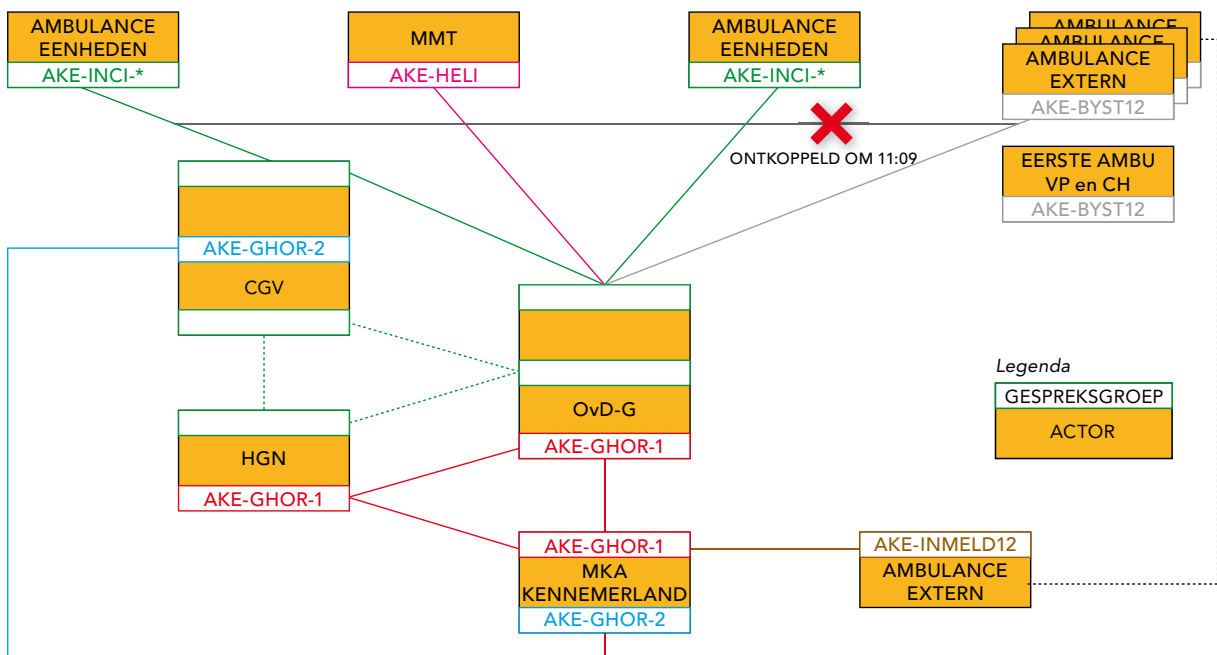 AMBULANCE
EENHEDEN
AKE-INCI-*
MMT
AKE-HELI
AMBULANCE
EENHEDEN
AKE-INCI-*
AMBULANCE
AMBULANCE
AMBULANCE
EXTERN
AKE-BYST12
ONTKOPPELD OM 11:09
EERSTE AMBU
VP en CH
AKE-BYST12
AKE-GHOR-2
CGV
OvD-G
AKE-GHOR-1
HGN
AKE-GHOR-1
Legenda
GESPREKSGROEP
ACTOR
AKE-GHOR-1
MKA
KENNEMERLAND
AKE-GHOR-2
AKE-INMELD12
AMBULANCE
EXTERN